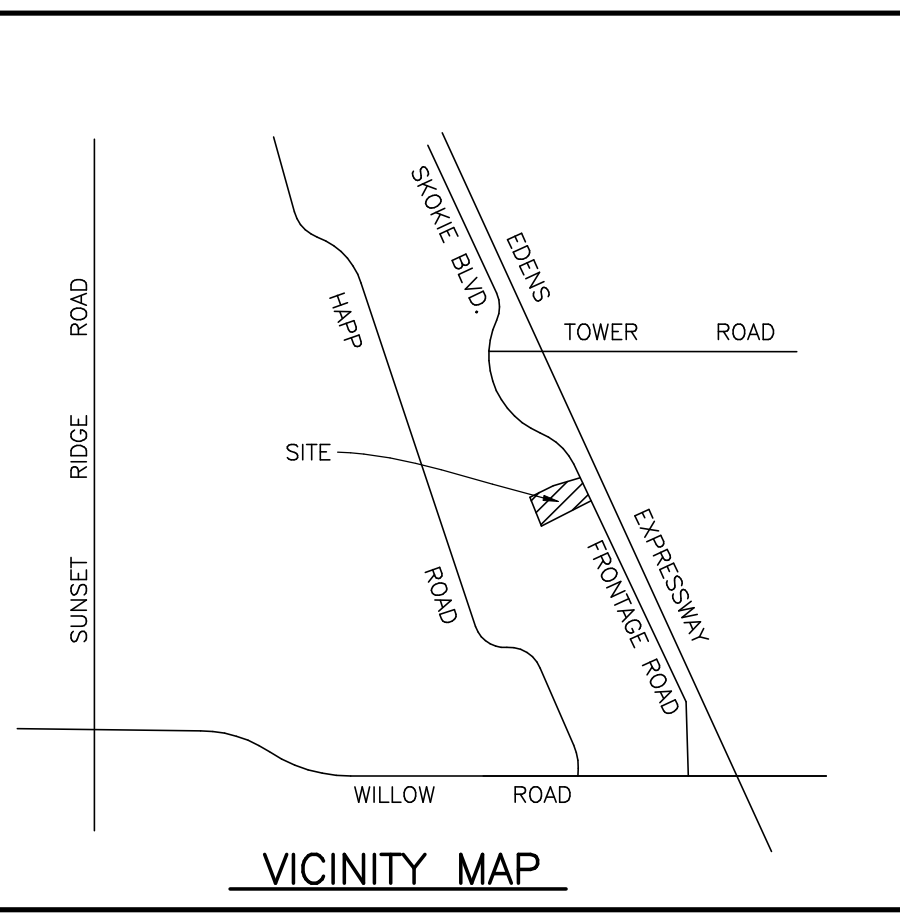 SKOKIE BLVD.
EDENS
EXPRESSWAY
TOWER ROAD
HAPP ROAD
SUNSET RIDGE ROAD
SITE
FRONTAGE ROAD
WILLOW ROAD
VICINITY MAP